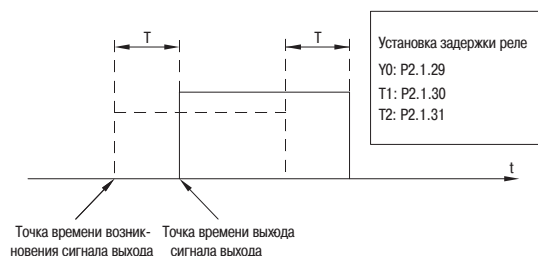 T
T
Установка задержки реле
Y0: P2.1.29
T1: P2.1.30
T2: P2.1.31
t
Точка времени возник-
новения сигнала выхода
Точка времени выхода
сигнала выхода